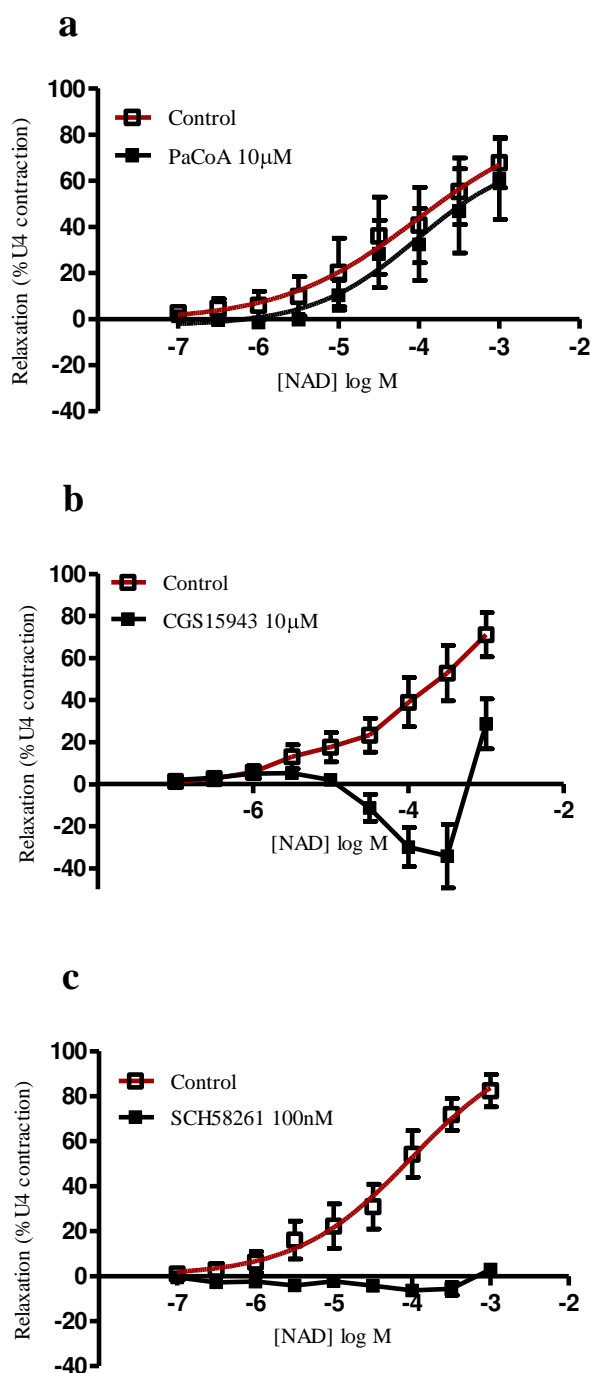 a
100
Control
80
PaCoA 10μM
60
40
20
0
-7 -6 -5 -4 -3 -2
-20
[NAD] log M
-40
Relaxation (%U4 contraction)
b
100
Control
80
CGS15943 10μM
60
40
20
0
-6 -4 -2
-20
[NAD] log M
-40
Relaxation (%U4 contraction)
c
100
Control
80
SCH58261 100nM
60
40
20
0
-7 -6 -5 -4 -3 -2
-20
[NAD] log M
-40
Relaxation (%U4 contraction)